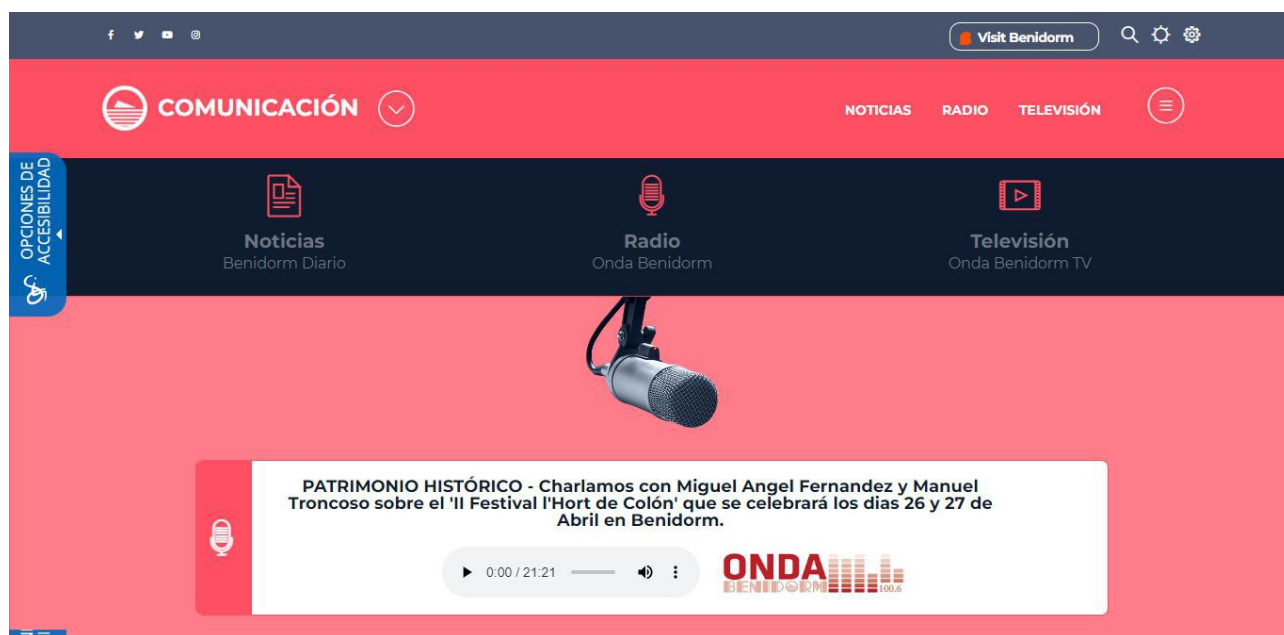 Visit Benidorm
COMUNICACIÓN
NOTICIAS RADIO TELEVISIÓN
OPCIONES DE
ACCESIBILIDAD
Noticias
Benidorm Diario
Radio
Onda Benidorm
Televisión
Onda Benidorm TV
PATRIMONIO HISTÓRICO - Charlamos con Miguel Angel Fernandez y Manuel
Troncoso sobre el 'II Festival l'Hort de Colón' que se celebrará los dias 26 y 27 de
Abril en Benidorm.
0:00 / 21:21
ONDA
BENIDORM
100.6